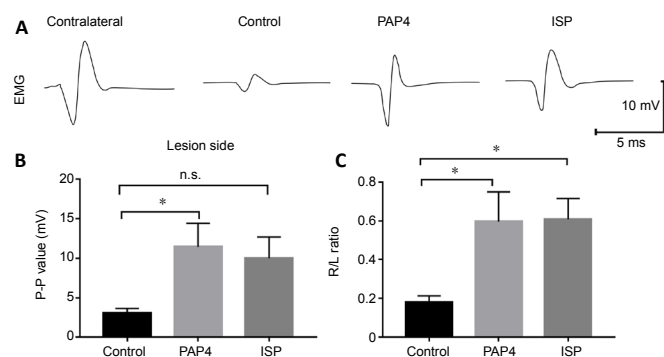 A
Contralateral Control PAP4 ISP
EMG
10 mV
5 ms
B
Lesion side
n.s.
*
P-P value (mV)
20
15
10
5
0
Control PAP4 ISP
C
*
*
R/L ratio
0.8
0.6
0.4
0.2
0
Control PAP4 ISP